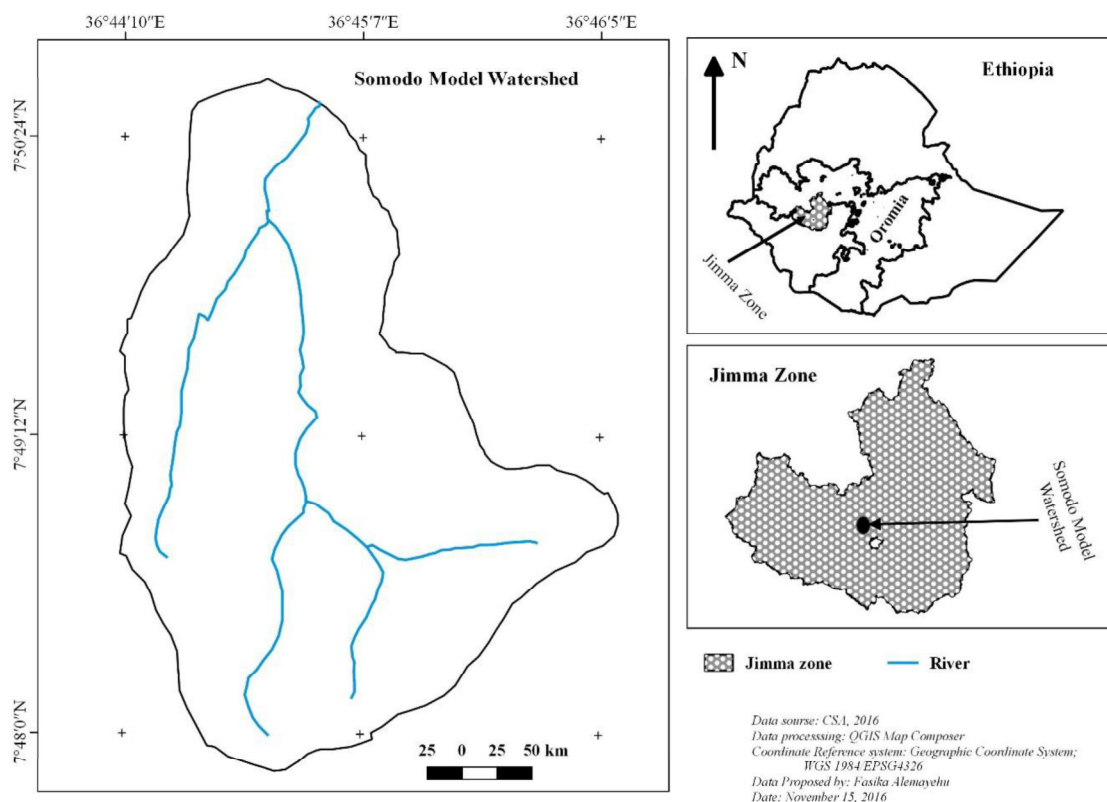 36°44'10"E 36°45'7"E 36°46'5"E
Somodo Model Watershed
7°50'24"N
7°49'12"N
7°48'0"N
25 0 25 50 km
N
Ethiopia
Oromia
Jimma Zone
Jimma Zone
Somodo Model
Watershed
Jimma zone
River
Data sourse: CSA, 2016
Data processsing: QGIS Map Composer
Coordinate Reference system: Geographic Coordinate System;
WGS 1984/EPSG4326
Data Proposed by: Fasika Alemayehu
Date: November 15, 2016